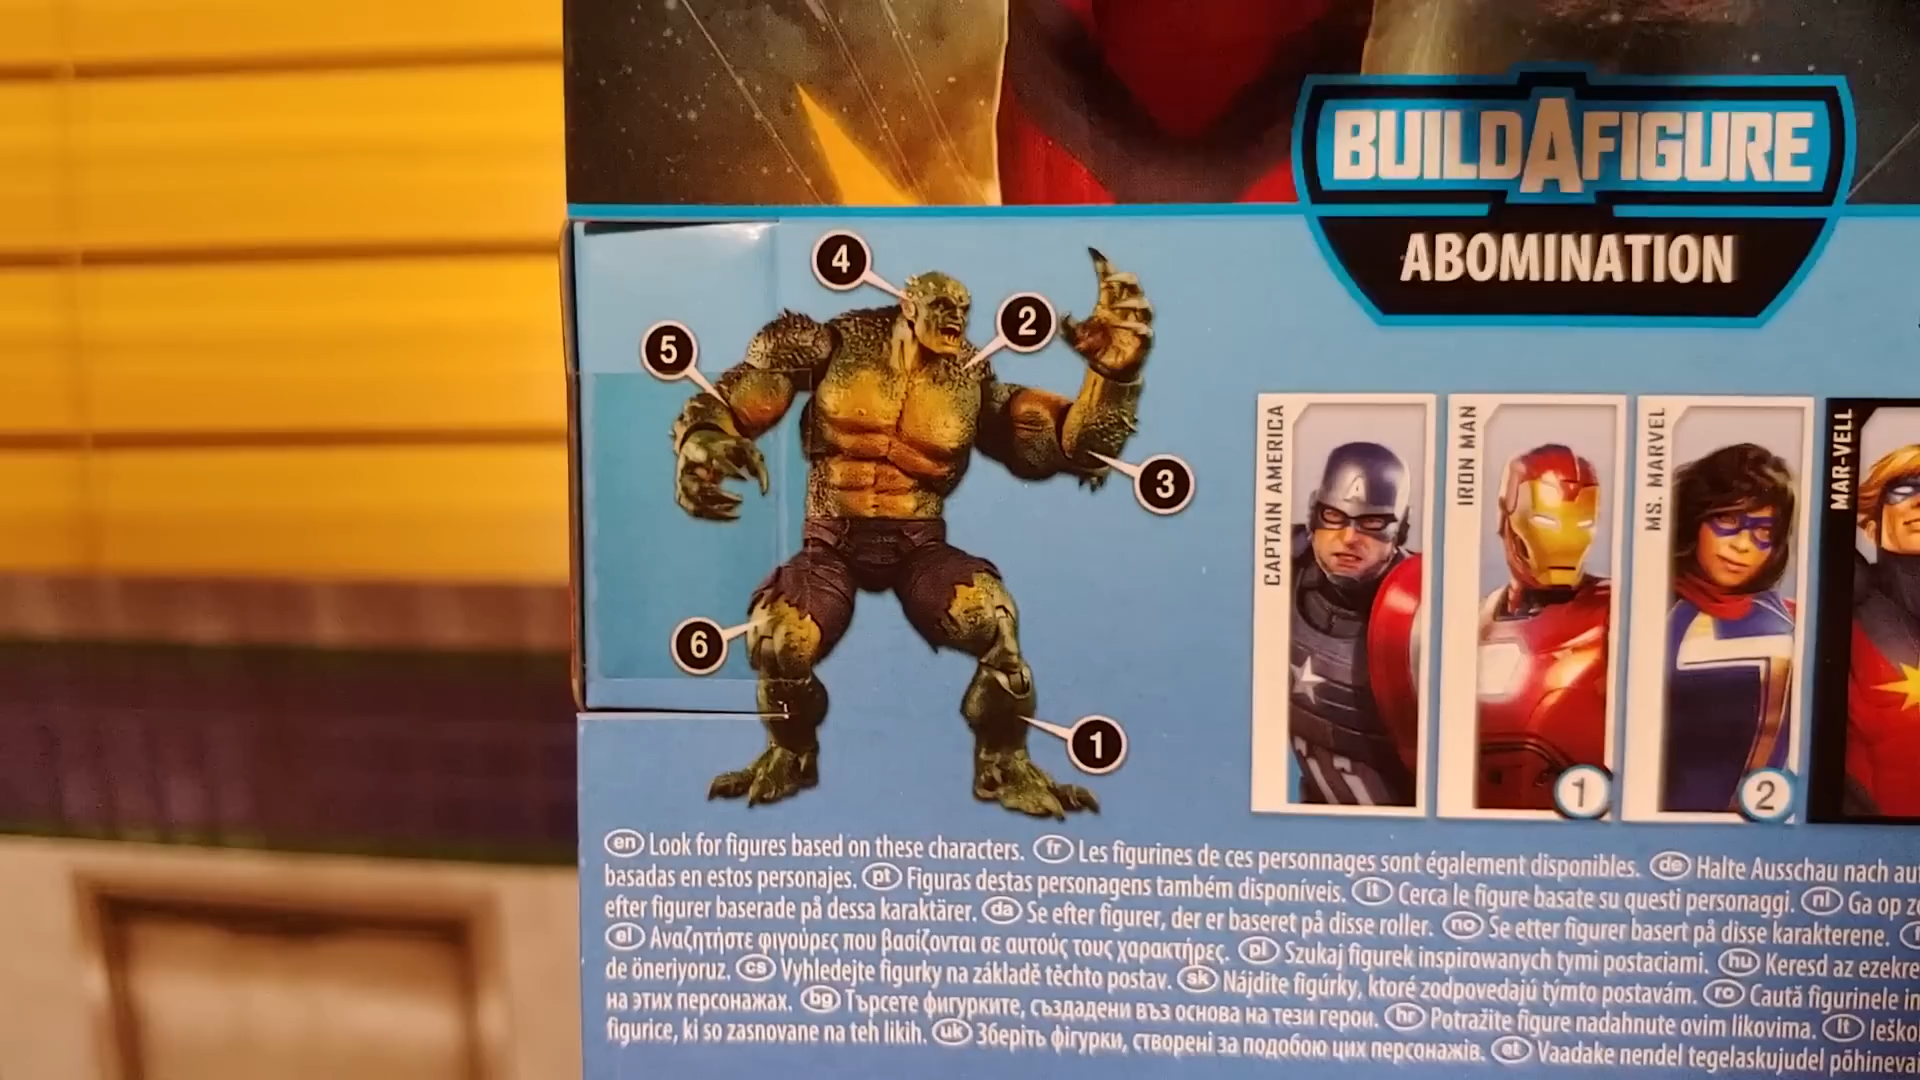 BUILDAFIGURE
ABOMINATION
4
2
5
3
6
1
CAPTAIN AMERICA
IRON MAN
1
MS. MARVEL
2
MAR-VELL
en Look for figures based on these characters. fr Les figurines de ces personnages sont également disponibles. de Halte Ausschau nach
basadas en estos personajes. pt Figuras destas personagens também disponíveis. it Cerca le figure basate su questi personaggi. nl Ga op
efter figurer baserade på dessa karaktärer. da Se efter figurer, der er baseret på disse roller. no Se etter figurer basert på disse karakterene.
el Αναζητήστε φιγούρες που βασίζονται σε αυτούς τους χαρακτήρες. pl Szukaj figurek inspirowanych tymi postaciami. hu Keresd az
de öneriyoruz. cs Vyhledejte figurky na základě těchto postav. sk Nájdite figúrky, ktoré zodpovedajú týmto postavám. ro Caută figurinele
на этих персонажах. bg Търсете фигурките, създадени въз основа на тези герои. hr Potražite figure nadahnute ovim likovima. lt
figurice, ki so zasnovane na teh likih. uk Зберіть фігурки, створені за подобою цих персонажів. et Vaadake nendel tegelaskujudel